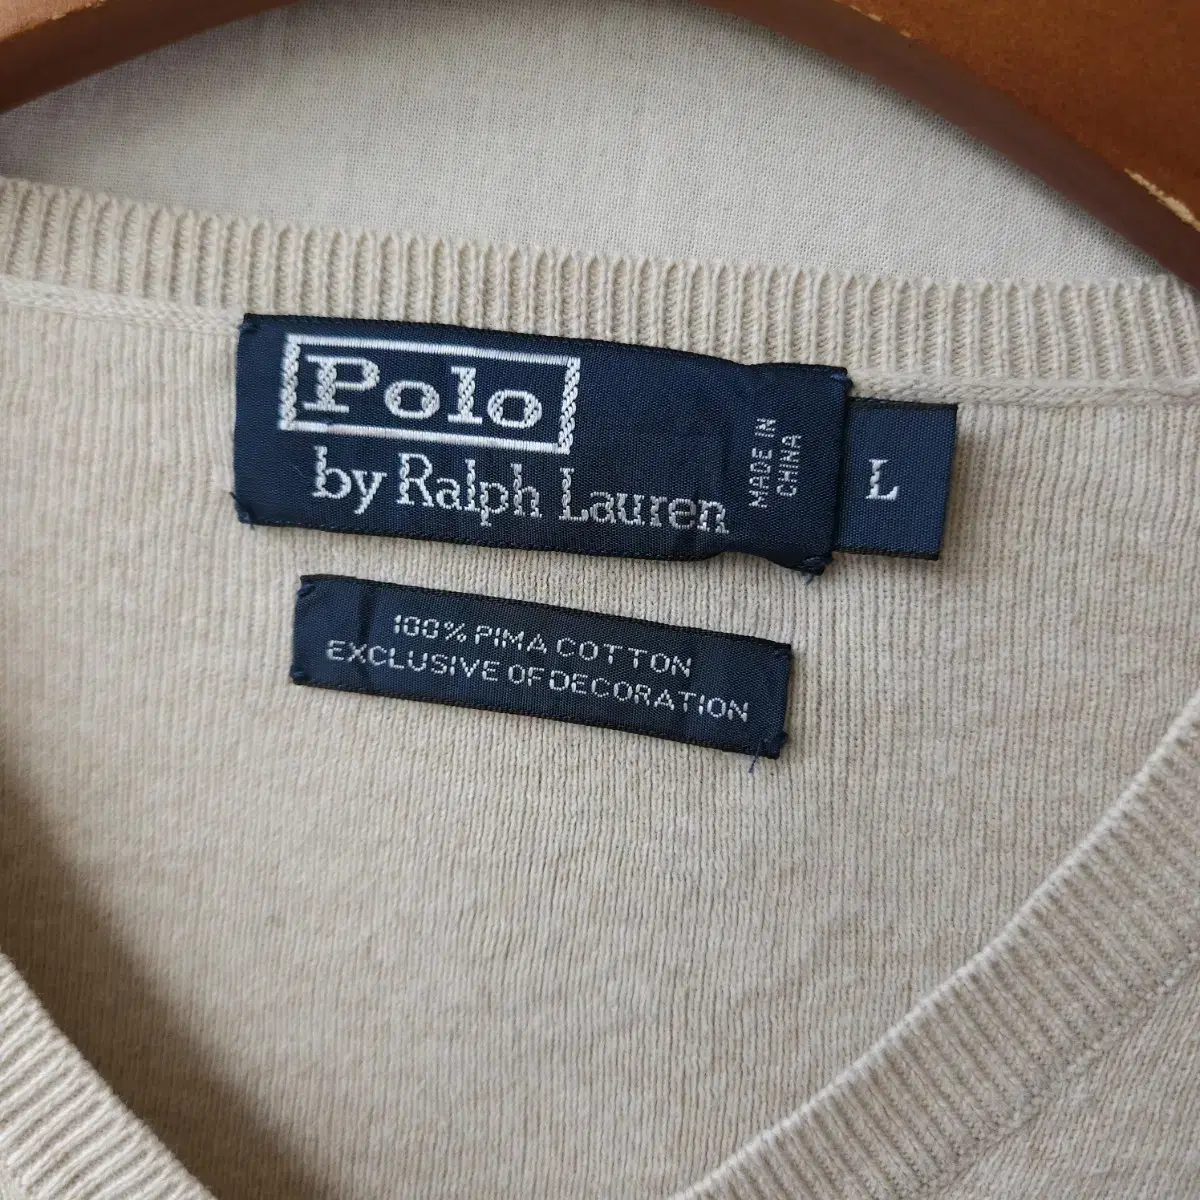 Polo
by Ralph Lauren
MADE IN
CHINA
L
100% PIMA COTTON
EXCLUSIVE OF DECORATION